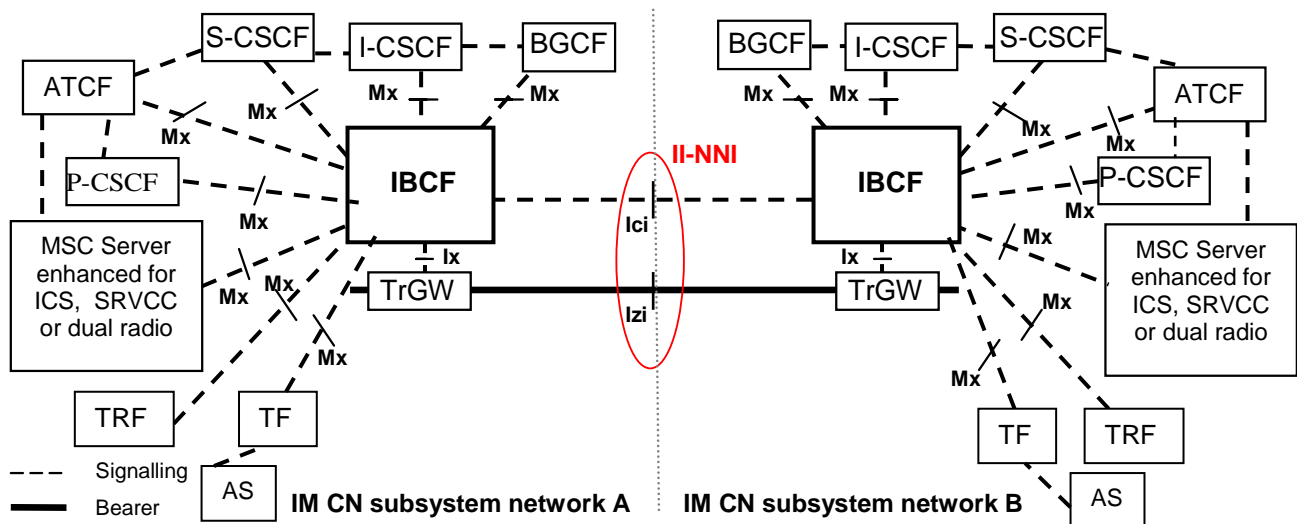 S-CSCF
I-CSCF
BGCF
BGCF
I-CSCF
S-CSCF
ATCF
ATCF
Mx
Mx
Mx
Mx
Mx
Mx
Mx
Mx
P-CSCF
IBCF
II-NNI
IBCF
P-CSCF
Mx
Ici
Mx
MSC Server
enhanced for
ICS, SRVCC
or dual radio
Mx
Mx
Ix
Ix
Mx
MSC Server
enhanced for
ICS, SRVCC
or dual radio
TrGW
Izi
TrGW
Mx
Mx
Mx
TRF
TF
TF
TRF
Signalling
AS
AS
Bearer
IM CN subsystem network A
IM CN subsystem network B